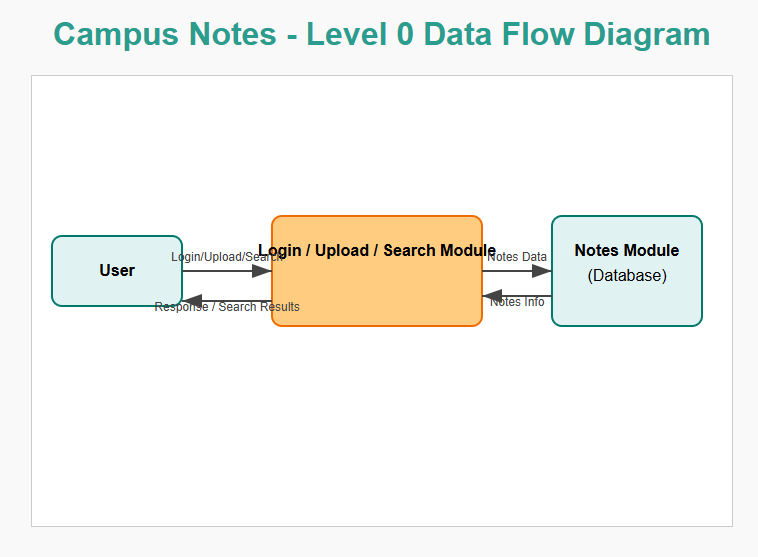 Campus Notes - Level 0 Data Flow Diagram
User
Login/Upload/Search
Response / Search Results
Login / Upload / Search Module
Notes Data
Notes Info
Notes Module
(Database)